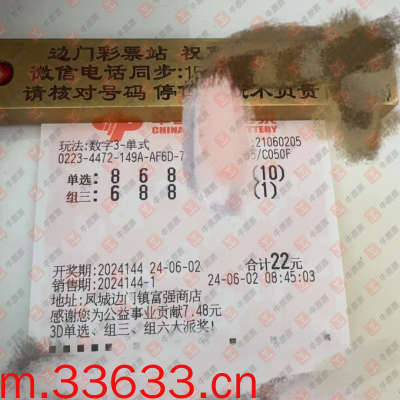 边门彩票站 祝
微信电话同步:1
请核对号码 停
CHINA LOTTERY
玩法:数字3-单式
:21060205
0223-4472-149A-AF6D-7
/C050F
单选: 8 6 8 (10)
组三: 6 8 8 (1)
开奖期:2024144 24-06-02 合计22元
销售期:2024144-1 24-06-02 08:45:03
地址: 凤城边门镇富强商店
感谢您为公益事业贡献7.48元
3D单选、组三、组六大派奖!
m.33633.cn